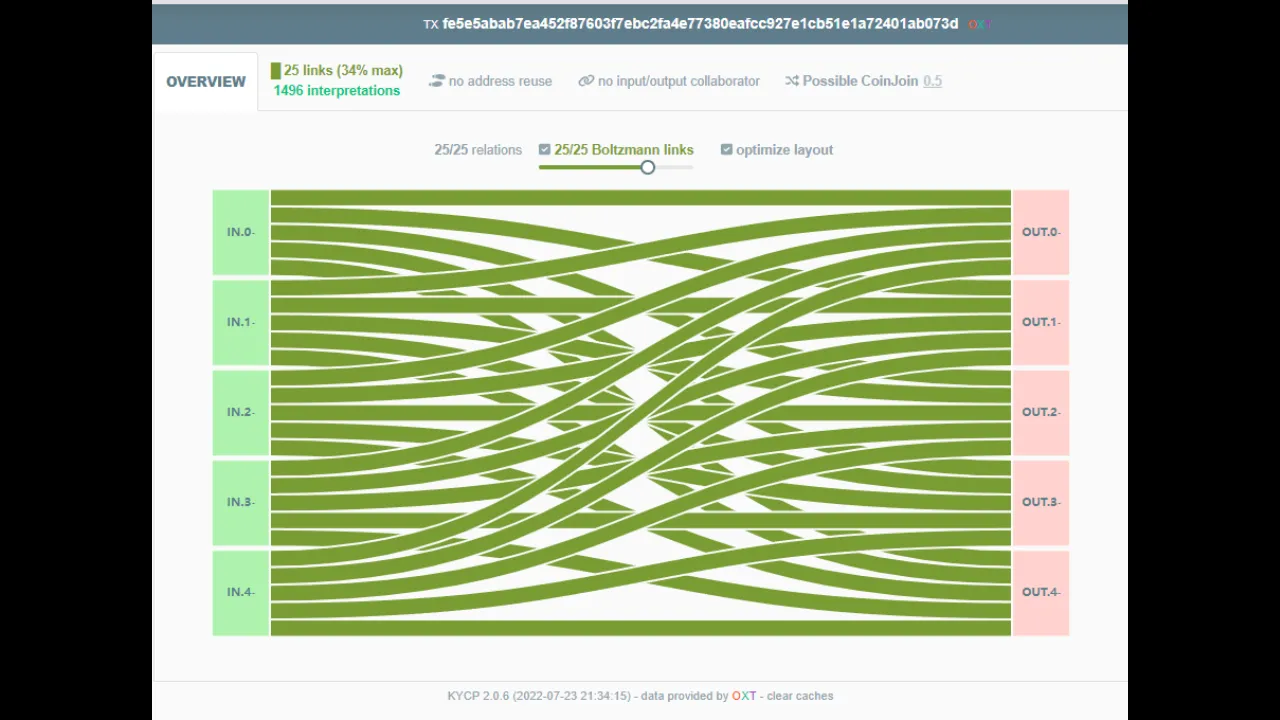 TX fe5e5abab7ea452f87603f7ebc2fa4e77380eafcc927e1cb51e1a72401ab073d OXT
OVERVIEW
25 links (34% max)
1496 interpretations
no address reuse
no input/output collaborator
Possible CoinJoin 0.5
25/25 relations
25/25 Boltzmann links
optimize layout
IN.0-
OUT.0-
IN.1-
OUT.1-
IN.2-
OUT.2-
IN.3-
OUT.3-
IN.4-
OUT.4-
KYCP 2.0.6 (2022-07-23 21:34:15) - data provided by OXT - clear caches